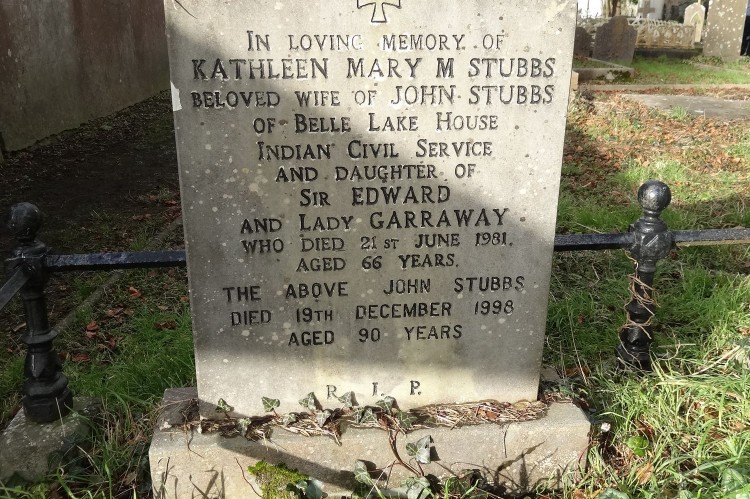 IN LOVING MEMORY OF
KATHLEEN MARY M STUBBS
BELOVED WIFE OF JOHN STUBBS
OF BELLE LAKE HOUSE
INDIAN CIVIL SERVICE
AND DAUGHTER OF
SIR EDWARD
AND LADY GARRAWAY
WHO DIED 21ST JUNE 1981.
AGED 66 YEARS.
THE ABOVE JOHN STUBBS
DIED 19TH DECEMBER 1998
AGED 90 YEARS
R. I. P.